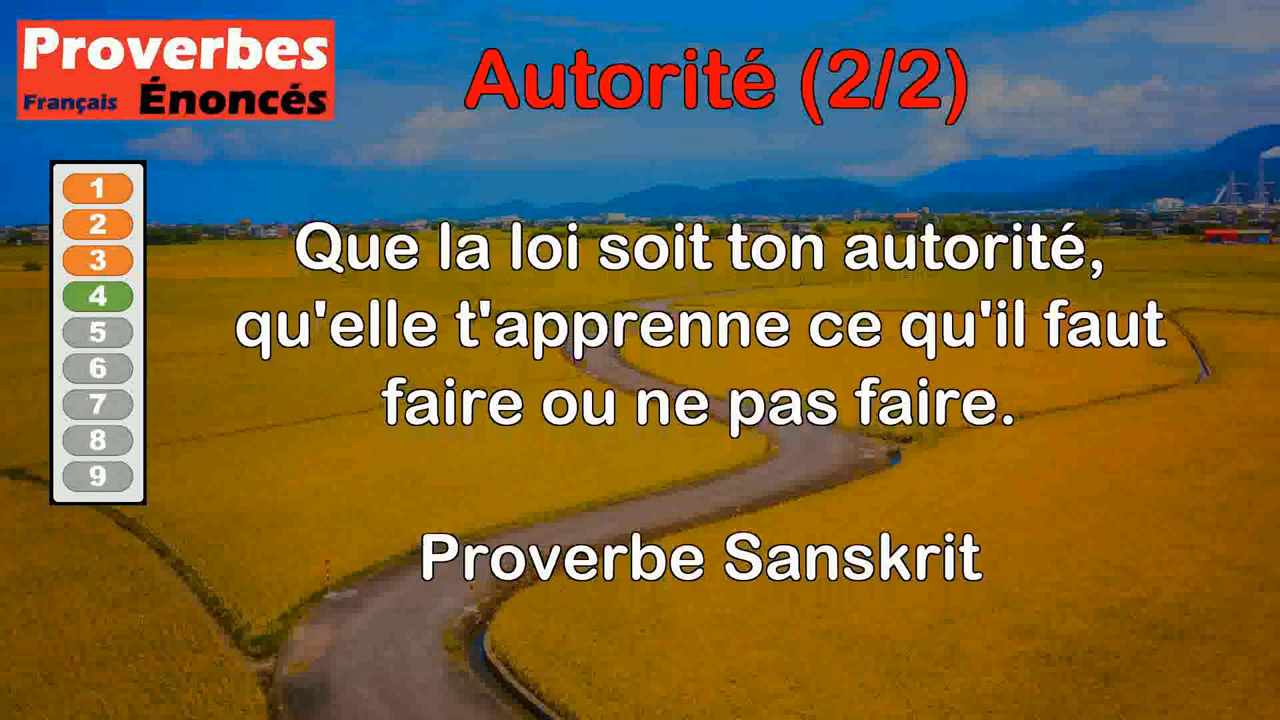 Proverbes
Français Énoncés
Autorité (2/2)
1
2
3
4
5
6
7
8
9
Que la loi soit ton autorité,
qu'elle t'apprenne ce qu'il faut
faire ou ne pas faire.
Proverbe Sanskrit